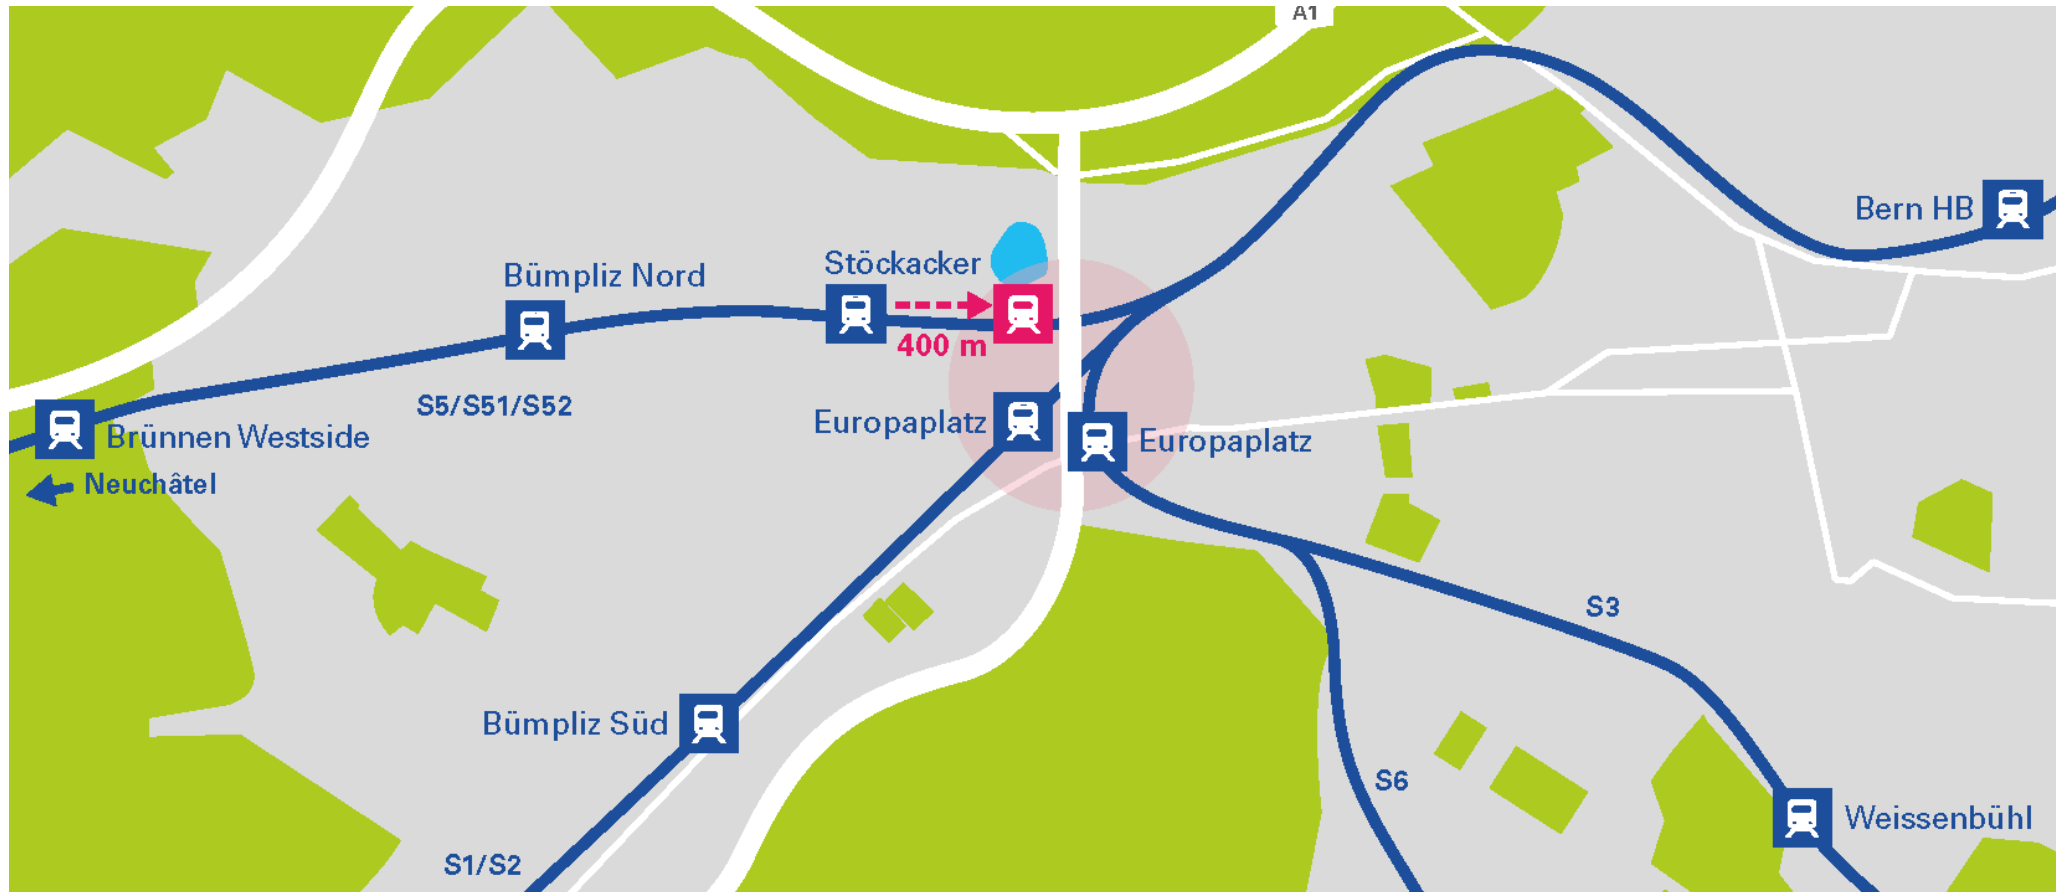 A1
Bern HB
Stöckacker
Bümpliz Nord
400 m
S5/S51/S52
Europaplatz
Europaplatz
Brünnen Westside
Neuchâtel
S3
Bümpliz Süd
S6
Weissenbühl
S1/S2